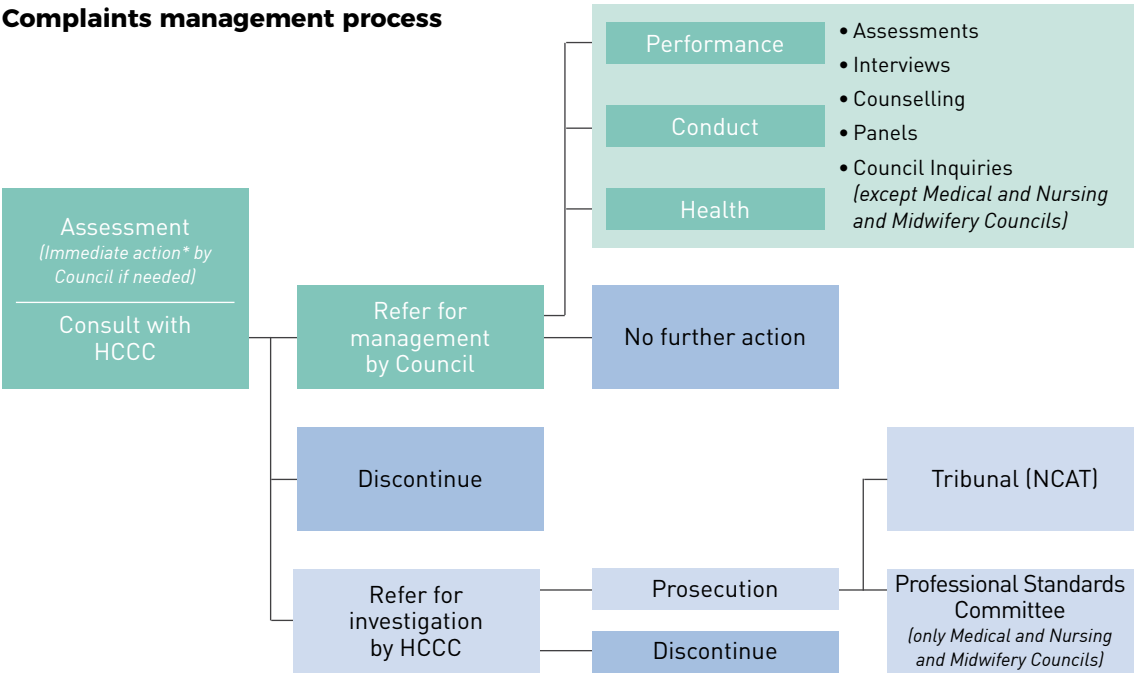 Complaints management process
Performance
Conduct
Health
• Assessments
• Interviews
• Counselling
• Panels
• Council Inquiries
(except Medical and Nursing
and Midwifery Councils)
Assessment
(Immediate action* by
Council if needed)
Consult with
HCCC
Refer for
management
by Council
No further action
Discontinue
Refer for
investigation
by HCCC
Prosecution
Discontinue
Tribunal (NCAT)
Professional Standards
Committee
(only Medical and Nursing
and Midwifery Councils)